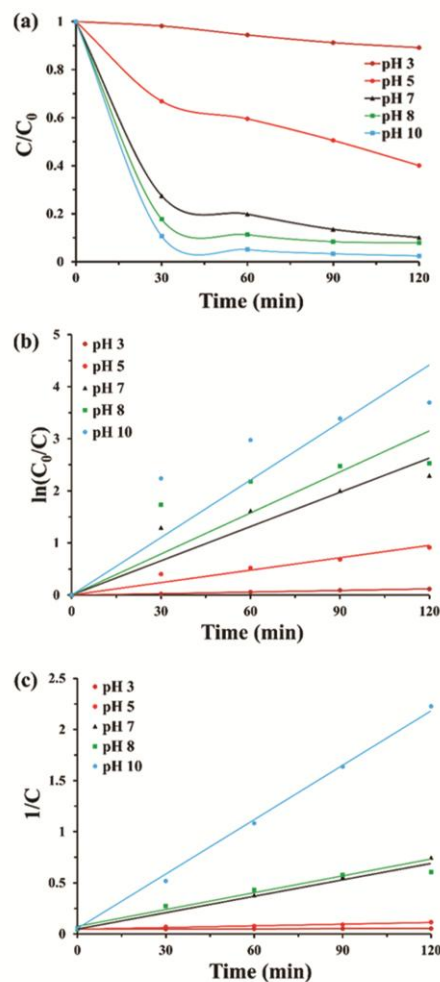 (a)
1
0.8
0.6
0.4
0.2
0
C/C0
pH 3
pH 5
pH 7
pH 8
pH 10
0 30 60 90 120
Time (min)
(b)
5
4
3
2
1
0
ln(C0/C)
pH 3
pH 5
pH 7
pH 8
pH 10
0 30 60 90 120
Time (min)
(c)
2.5
2
1.5
1
0.5
0
1/C
pH 3
pH 5
pH 7
pH 8
pH 10
0 30 60 90 120
Time (min)